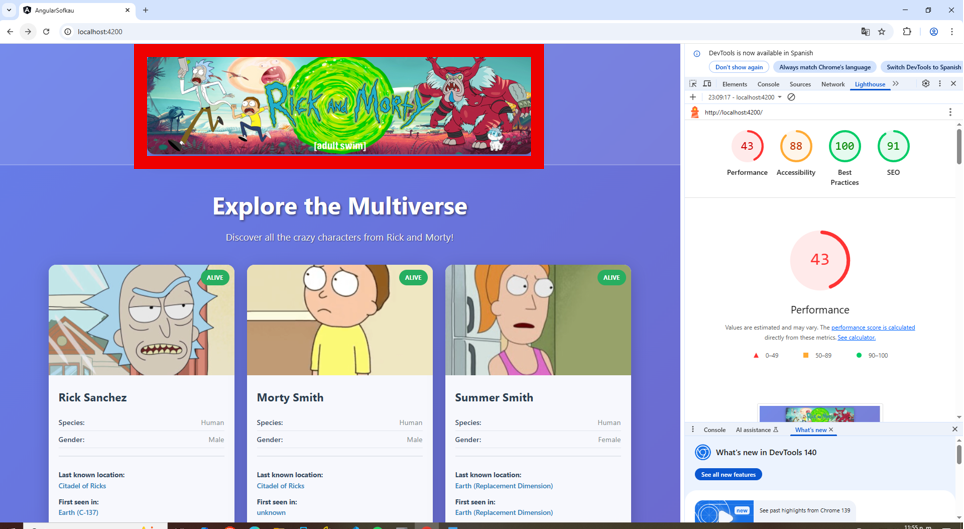 AngularSofkau
localhost:4200
Rick AND Morty
[adult swim]
Explore the Multiverse
Discover all the crazy characters from Rick and Morty!
ALIVE
Rick Sanchez
Species: Human
Gender: Male
Last known location:
Citadel of Ricks
First seen in:
Earth (C-137)
ALIVE
Morty Smith
Species: Human
Gender: Male
Last known location:
Citadel of Ricks
First seen in:
unknown
ALIVE
Summer Smith
Species: Human
Gender: Female
Last known location:
Earth (Replacement Dimension)
First seen in:
Earth (Replacement Dimension)
DevTools is now available in Spanish
Don't show again Always match Chrome's language Switch DevTools to Spanish
Elements Console Sources Network Lighthouse
23:09:17 - localhost:4200
http://localhost:4200/
43 88 100 91
Performance Accessibility Best Practices SEO
43
Performance
Values are estimated and may vary. The performance score is calculated
directly from these metrics. See calculator.
0–49 50–89 90–100
Console AI assistance What's new
What's new in DevTools 140
See all new features
new
See past highlights from Chrome 139